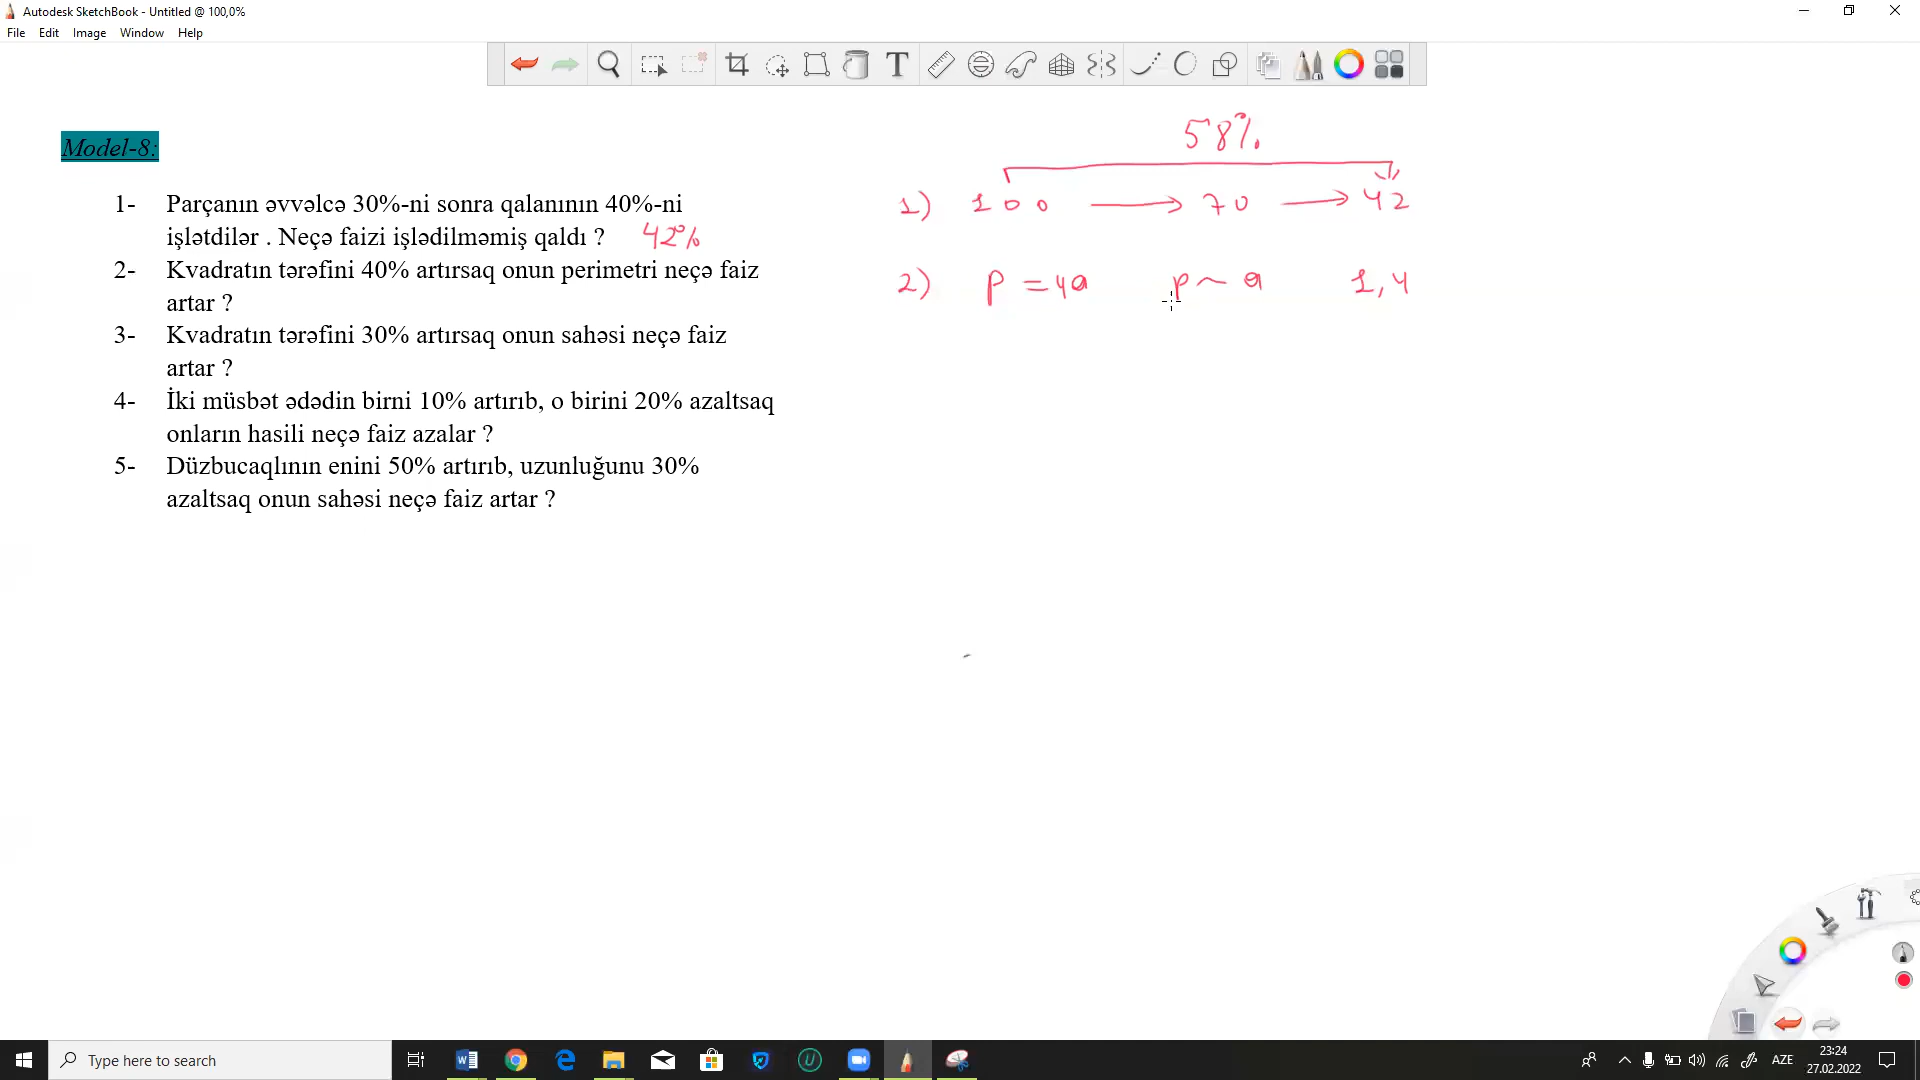 Autodesk SketchBook - Untitled @ 100,0%
File Edit Image Window Help
T
Model-8:
1- Parçanın əvvəlcə 30%-ni sonra qalanının 40%-ni
işlətdilər . Neçə faizi işlədilməmiş qaldı ? 42%
2- Kvadratın tərəfini 40% artırsaq onun perimetri neçə faiz
artar ?
3- Kvadratın tərəfini 30% artırsaq onun sahəsi neçə faiz
artar ?
4- İki müsbət ədədin birni 10% artırıb, o birini 20% azaltsaq
onların hasili neçə faiz azalar ?
5- Düzbucaqlının enini 50% artırıb, uzunluğunu 30%
azaltsaq onun sahəsi neçə faiz artar ?
58%
1) 100 → 70 → 42
2) P = 4a p ~ a 1,4
Type here to search
AZE
23:24
27.02.2022